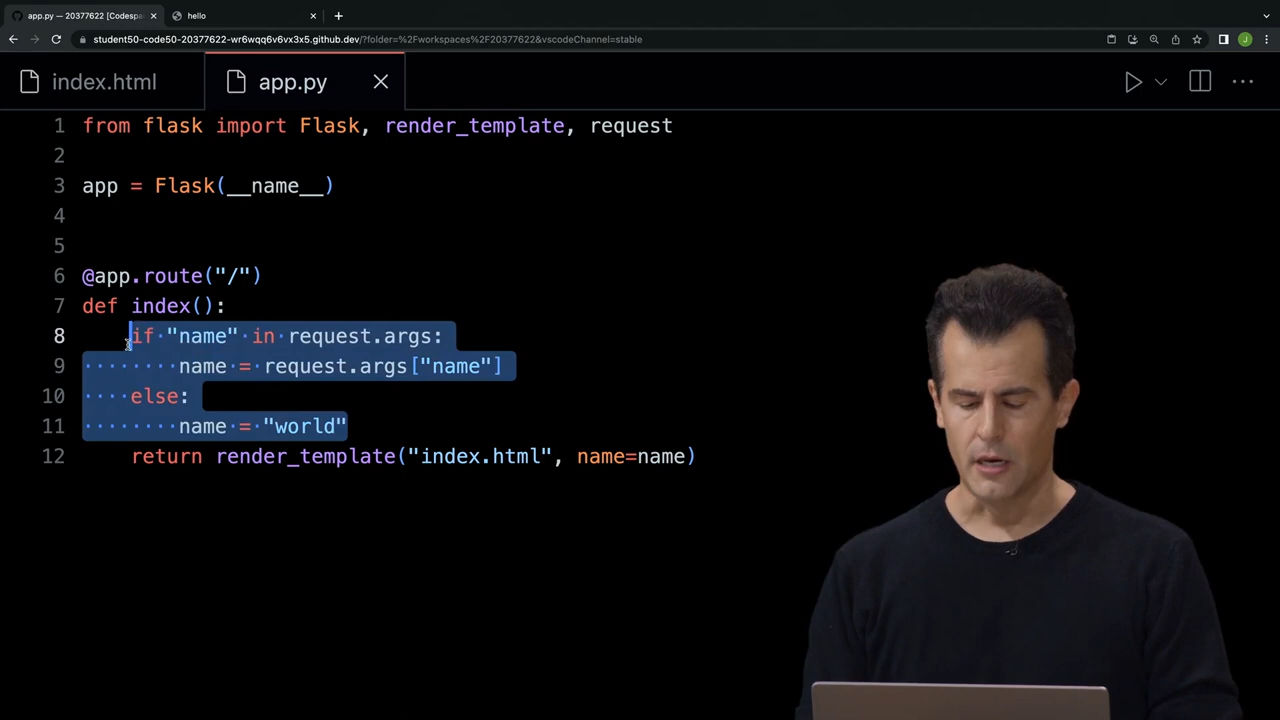 app.py — 20377622 [Codespa
hello
student50-code50-20377622-wr6wqq6v6vx3x5.github.dev/?folder=%2Fworkspaces%2F20377622&vscodeChannel=stable
J
index.html
app.py
1 from flask import Flask, render_template, request
2
3 app = Flask(__name__)
4
5
6 @app.route("/")
7 def index():
8 if "name" in request.args:
9 name = request.args["name"]
10 else:
11 name = "world"
12 return render_template("index.html", name=name)